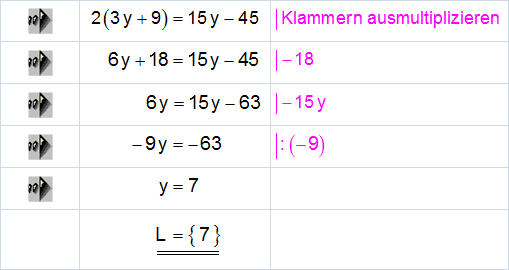 2(3y+9) = 15y−45 |Klammern ausmultiplizieren
6y+18 = 15y−45 |−18
6y = 15y−63 |−15y
−9y = −63 |:(−9)
y = 7
L = {7}